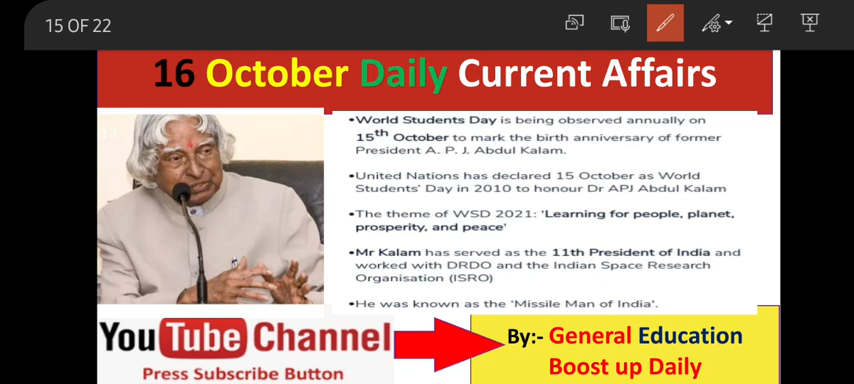 15 OF 22
16 October Daily Current Affairs
•World Students Day is being observed annually on
15th October to mark the birth anniversary of former
President A. P. J. Abdul Kalam.
•United Nations has declared 15 October as World
Students' Day in 2010 to honour Dr APJ Abdul Kalam
•The theme of WSD 2021: 'Learning for people, planet,
prosperity, and peace'
•Mr Kalam has served as the 11th President of India and
worked with DRDO and the Indian Space Research
Organisation (ISRO)
•He was known as the 'Missile Man of India'.
YouTube Channel
Press Subscribe Button
By:- General Education
Boost up Daily